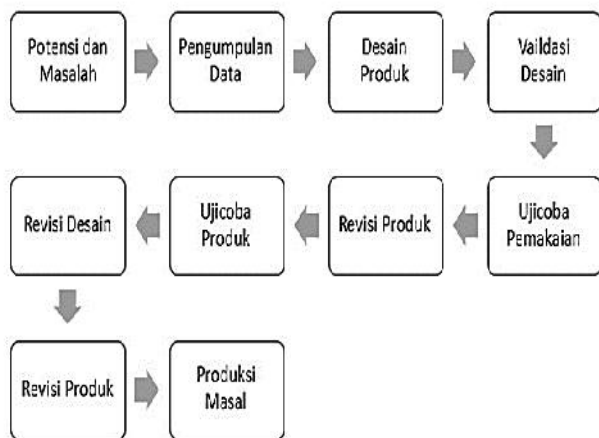 Potensi dan
Masalah
Pengumpulan
Data
Desain
Produk
Vaildasi
Desain
Ujicoba
Pemakaian
Revisi Produk
Ujicoba
Produk
Revisi Desain
Revisi Produk
Produksi
Masal